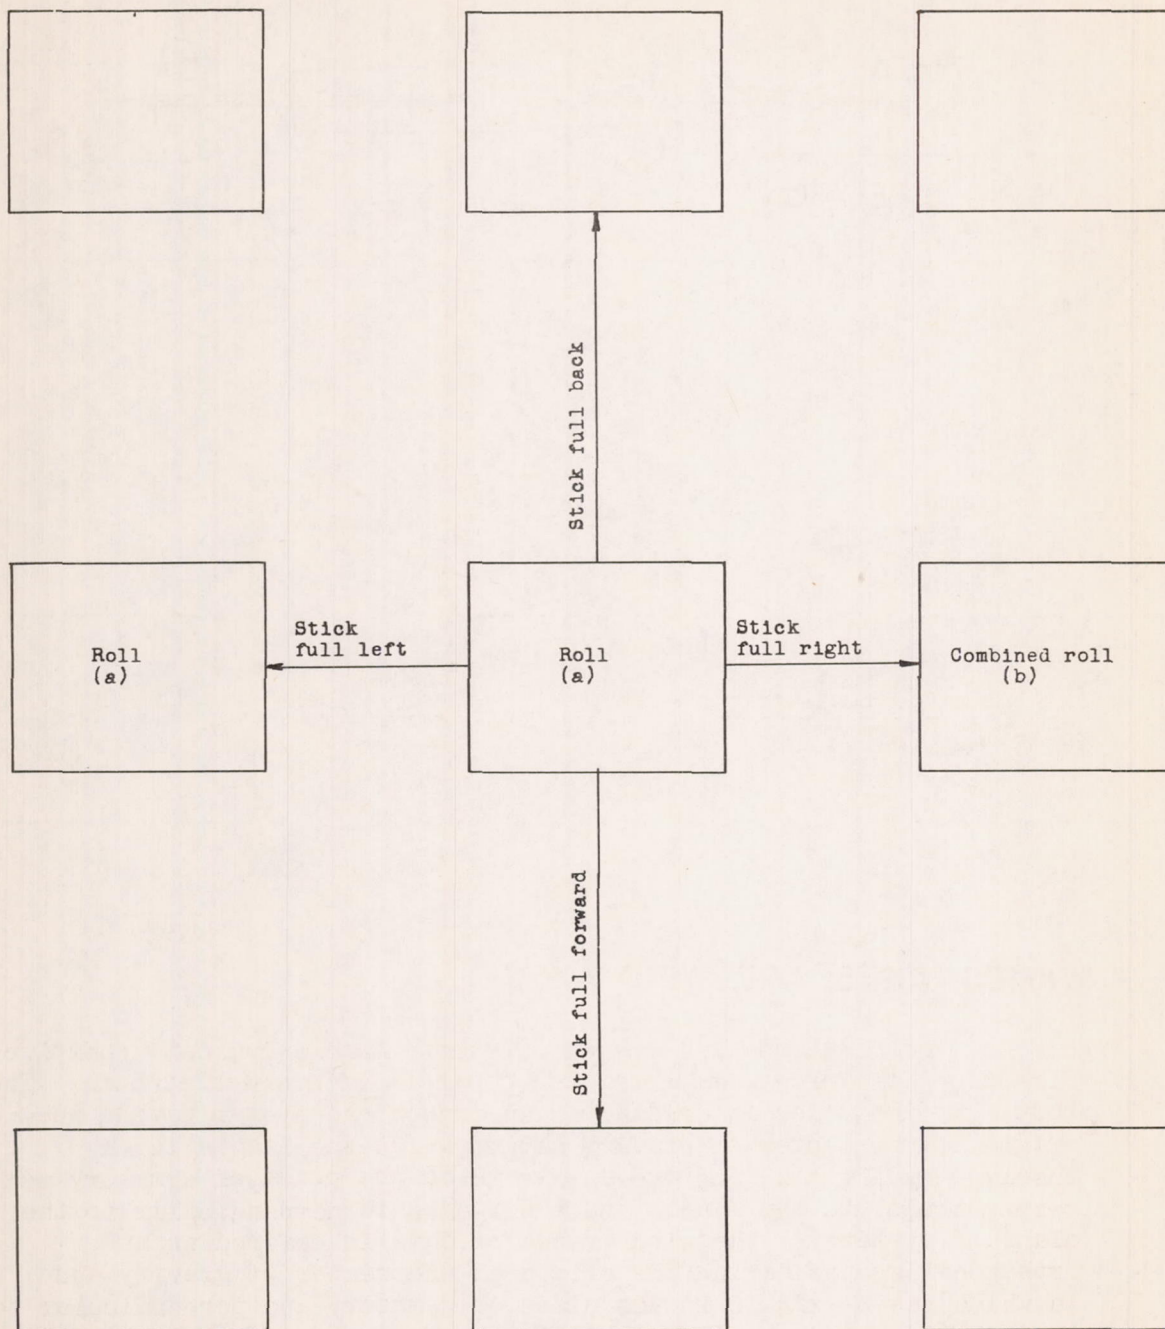 Stick full back
Roll
(a)
Stick
full left
Roll
(a)
Stick
full right
Combined roll
(b)
Stick full forward